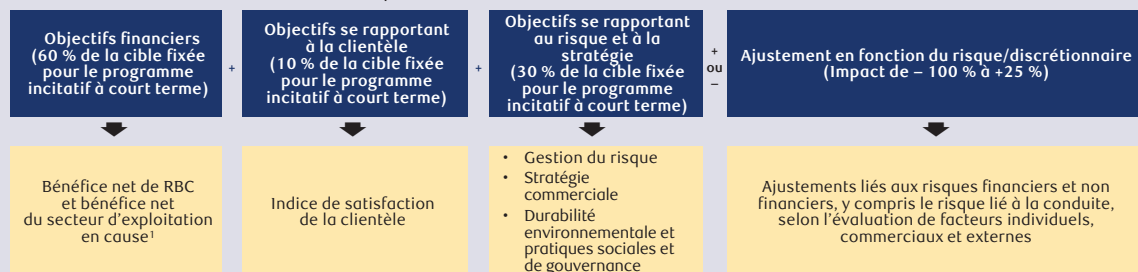 Objectifs financiers
(60 % de la cible fixée
pour le programme
incitatif à court terme)
+
Objectifs se rapportant
à la clientèle
(10 % de la cible fixée
pour le programme
incitatif à court terme)
+
Objectifs se rapportant
au risque et à la
stratégie
(30 % de la cible fixée
pour le programme
incitatif à court terme)
+
ou
–
Ajustement en fonction du risque/discrétionnaire
(Impact de – 100 % à +25 %)
Bénéfice net de RBC
et bénéfice net
du secteur d'exploitation
en cause¹
Indice de satisfaction
de la clientèle
• Gestion du risque
• Stratégie
commerciale
• Durabilité
environnementale et
pratiques sociales et
de gouvernance
Ajustements liés aux risques financiers et non
financiers, y compris le risque lié à la conduite,
selon l'évaluation de facteurs individuels,
commerciaux et externes